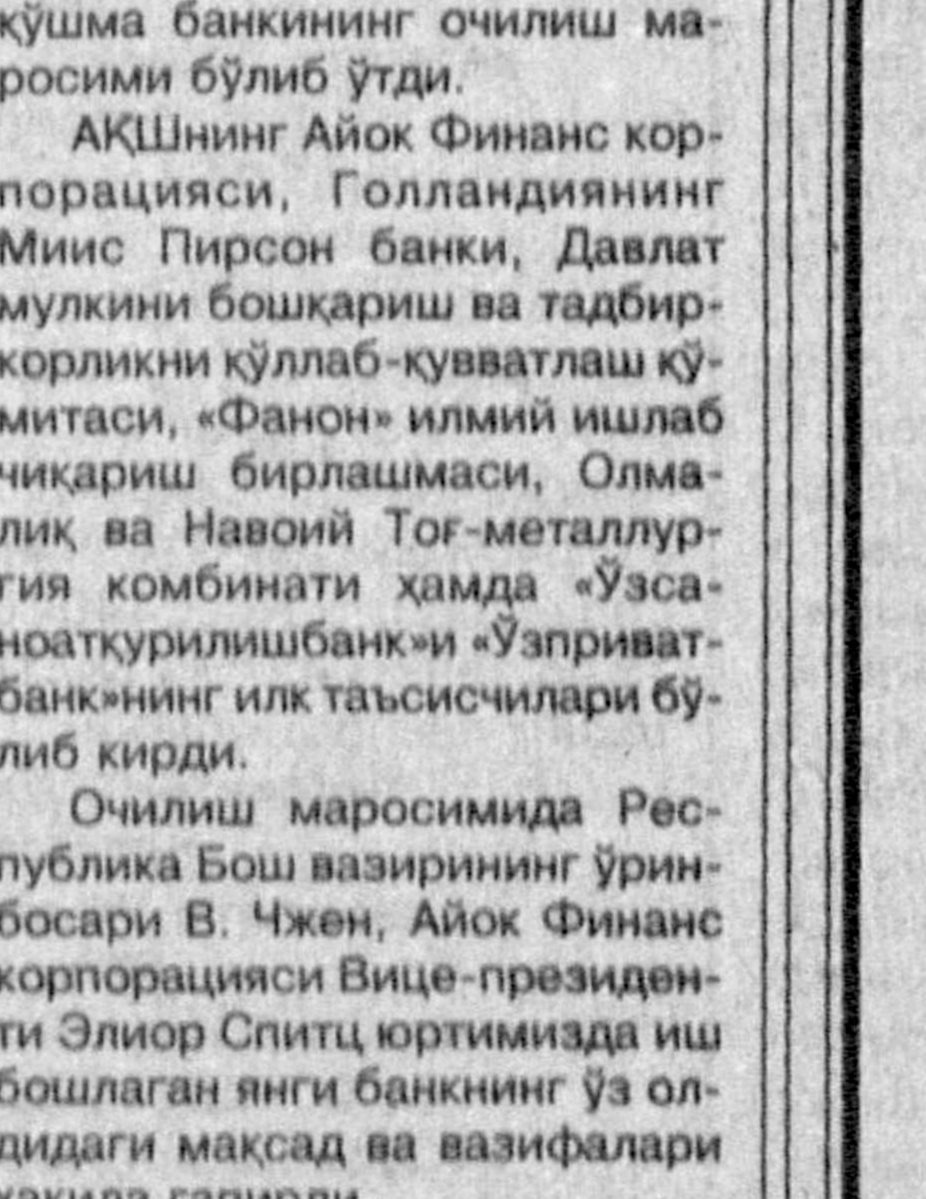 қўшма банкининг очилиш ма-
росими бўлиб ўтди.
АҚШнинг Айок Финанс кор-
порацияси, Голландиянинг
Миис Пирсон банки, Давлат
мулкини бошқариш ва тадбир-
корликни қўллаб-қувватлаш қў-
митаси, «Фанон» илмий ишлаб
чиқариш бирлашмаси, Олма-
лиқ ва Навоий Тоғ-металлур-
гия комбинати ҳамда «Ўзса-
ноатқурилишбанк»и «Ўзприват-
банк»нинг илк таъсисчилари бў-
либ кирди.
Очилиш маросимида Рес-
публика Бош вазирининг ўрин-
босари В. Чжен, Айок Финанс
корпорацияси Вице-президен-
ти Элиор Спитц юртимизда иш
бошлаган янги банкнинг ўз ол-
дидаги мақсад ва вазифалари
ҳақида гапирди.